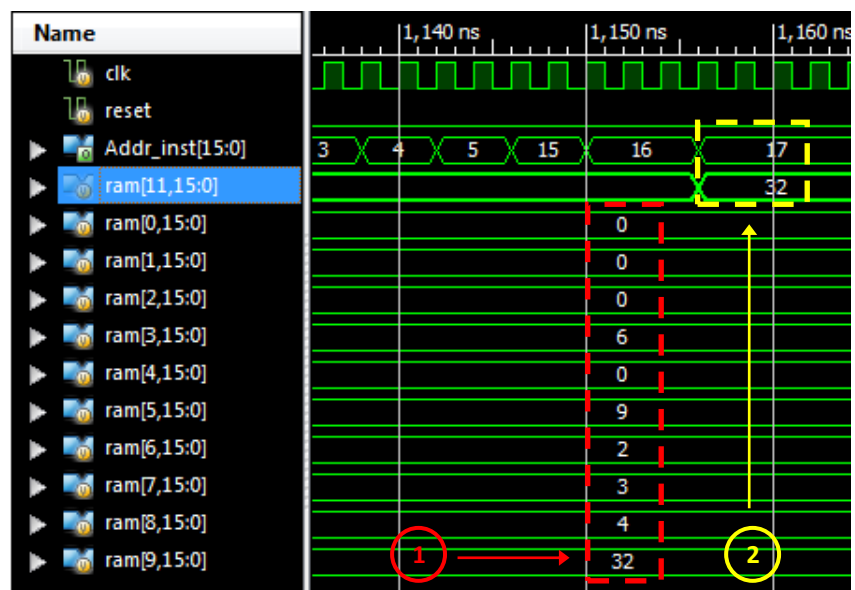 Name 1,140 ns 1,150 ns 1,160 ns
clk
reset
Addr_inst[15:0] 3 4 5 15 16 17
ram[11,15:0] 32
ram[0,15:0] 0
ram[1,15:0] 0
ram[2,15:0] 0
ram[3,15:0] 6
ram[4,15:0] 0
ram[5,15:0] 9
ram[6,15:0] 2
ram[7,15:0] 3
ram[8,15:0] 4
ram[9,15:0] 1 32 2